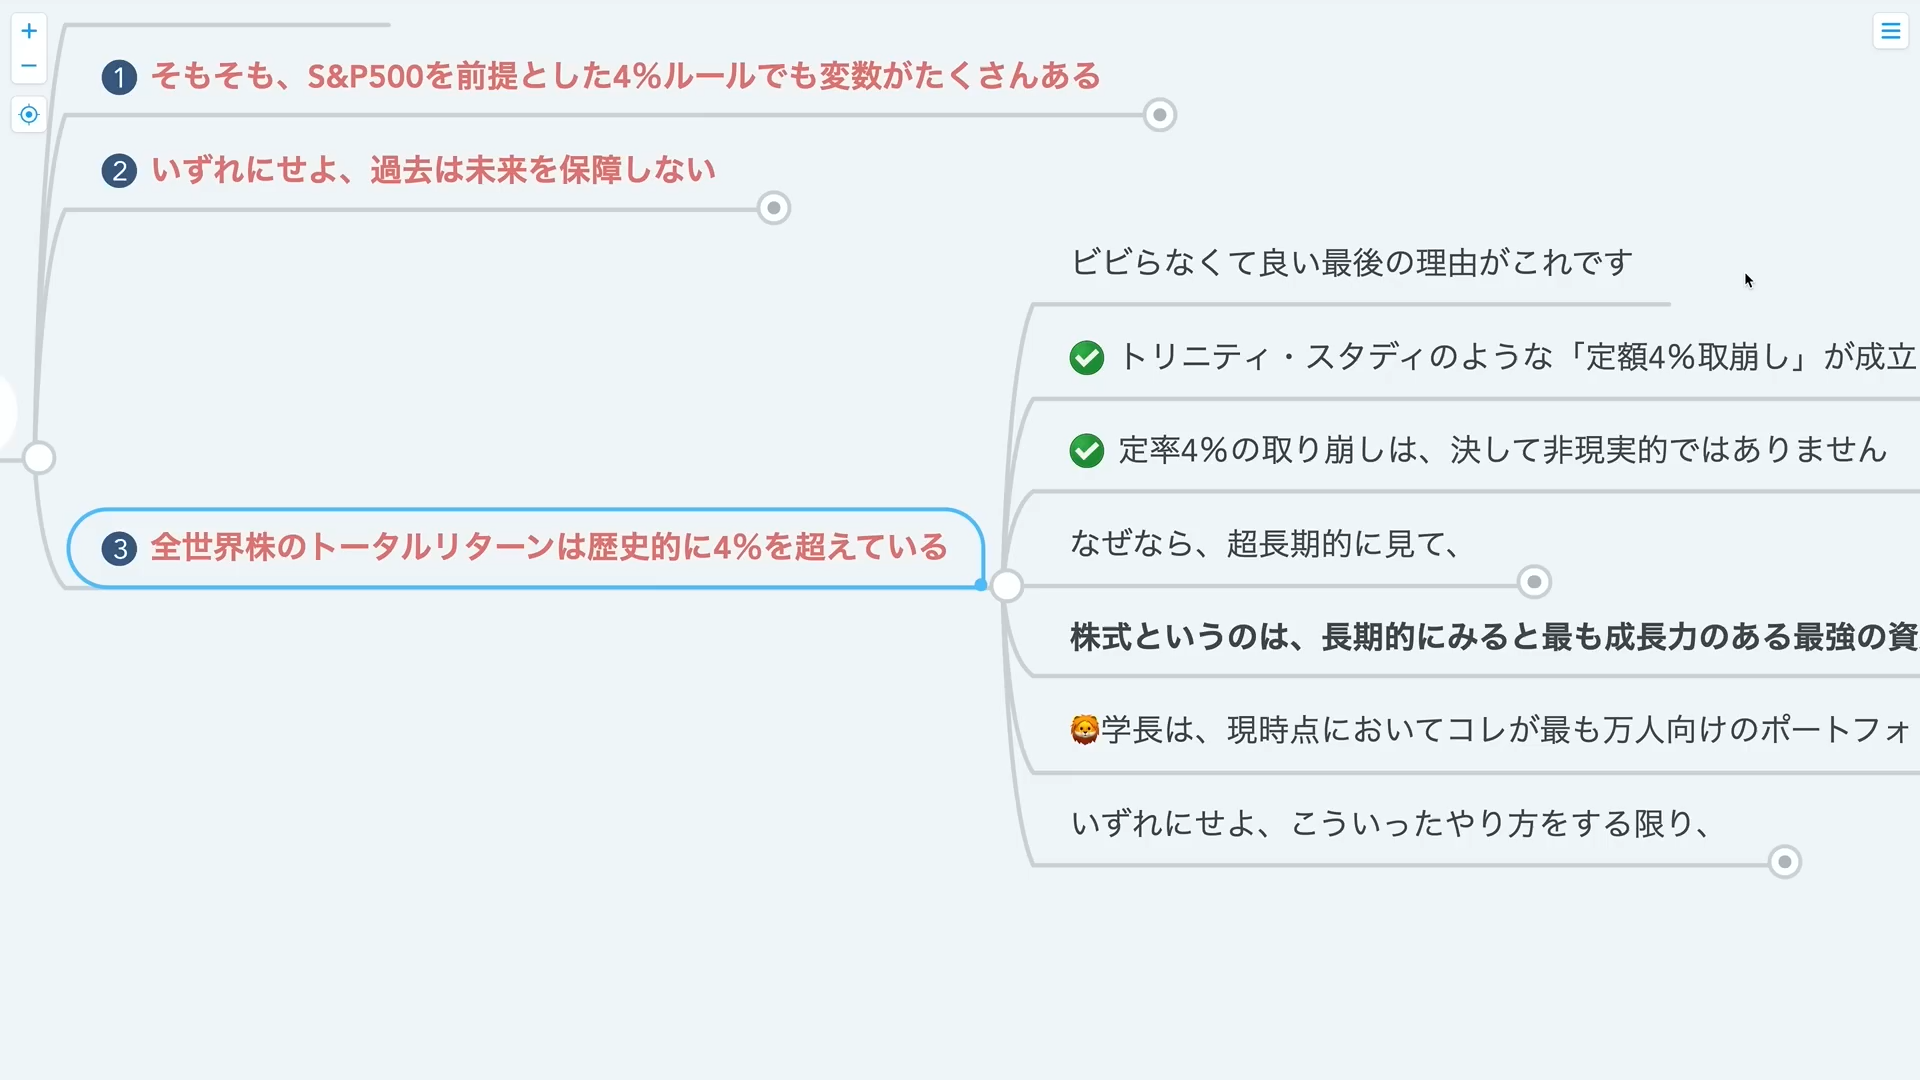 1 そもそも、S&P500を前提とした4%ルールでも変数がたくさんある
2 いずれにせよ、過去は未来を保障しない
3 全世界株のトータルリターンは歴史的に4%を超えている
ビビらなくて良い最後の理由がこれです
トリニティ・スタディのような「定額4%取崩し」が成立
定率4%の取り崩しは、決して非現実的ではありません
なぜなら、超長期的に見て、
株式というのは、長期的にみると最も成長力のある最強の資
学長は、現時点においてコレが最も万人向けのポートフォ
いずれにせよ、こういったやり方をする限り、